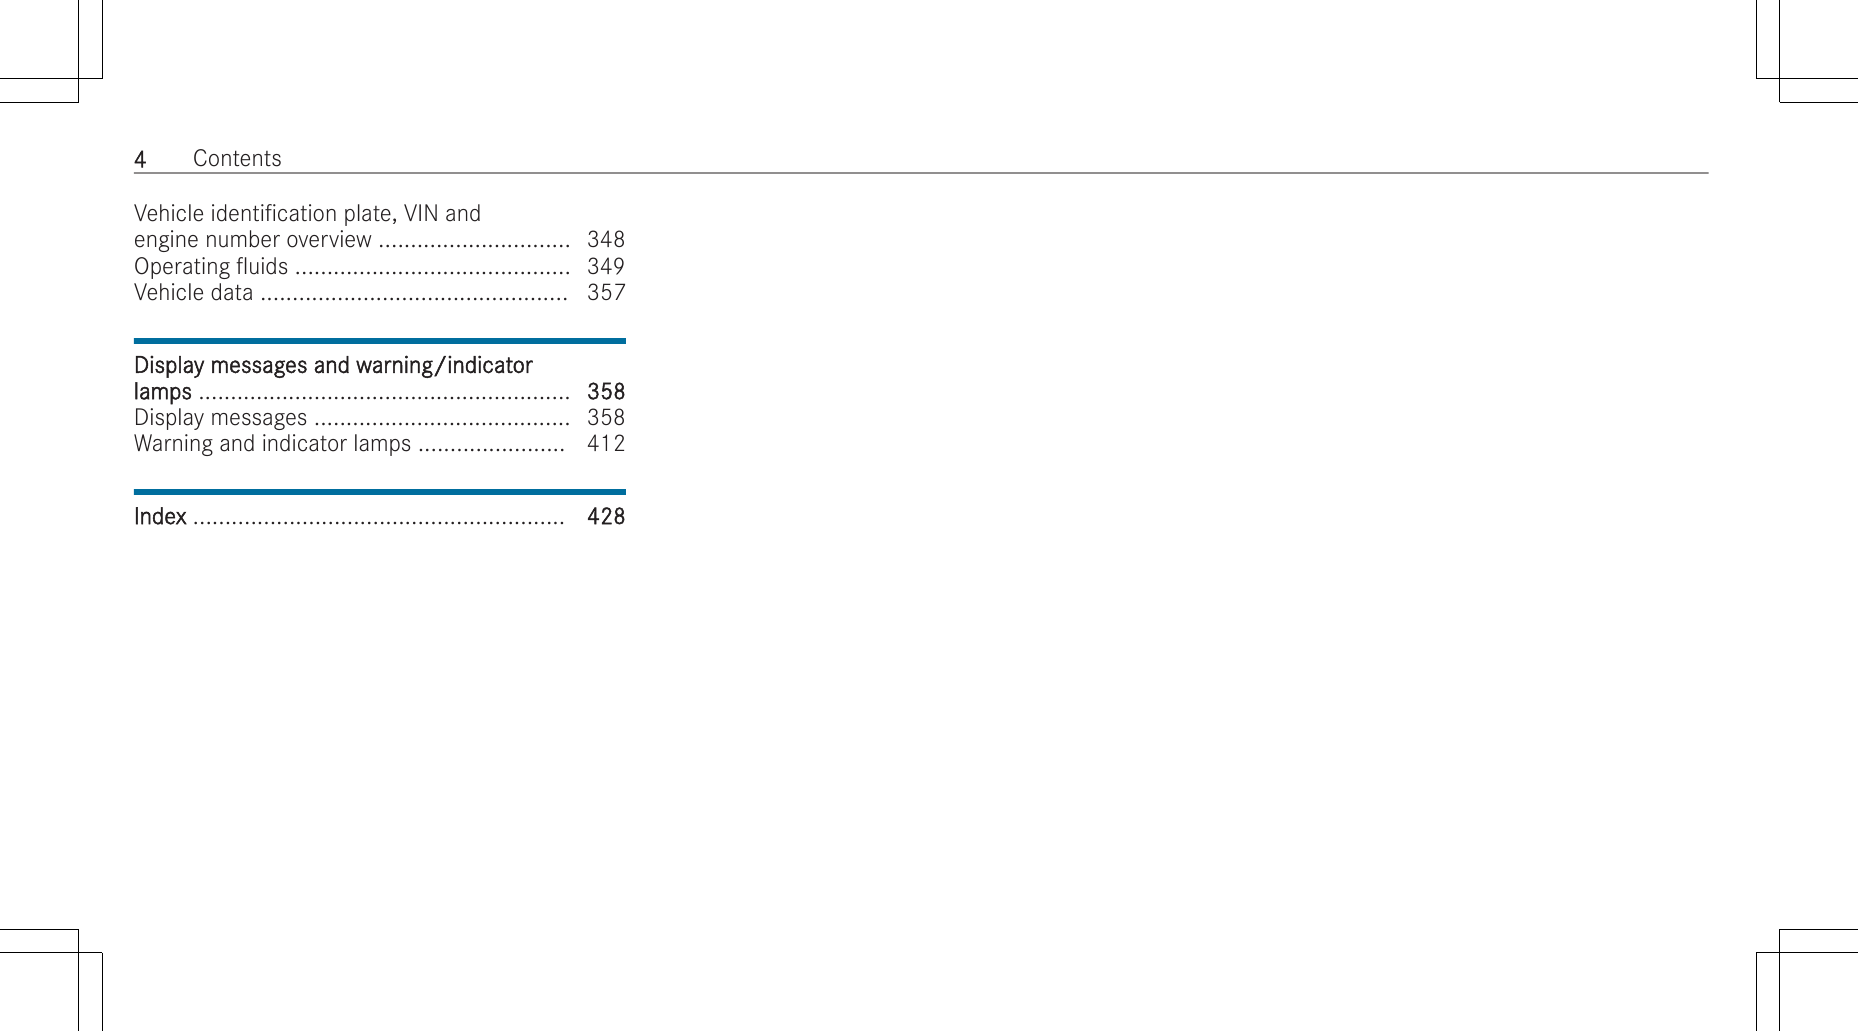 4 Contents
Vehicle identification plate, VIN and
engine number overview .............................. 348
Operating fluids ........................................... 349
Vehicle data ................................................ 357
Display messages and warning/indicator
lamps .......................................................... 358
Display messages ........................................ 358
Warning and indicator lamps ....................... 412
Index .......................................................... 428